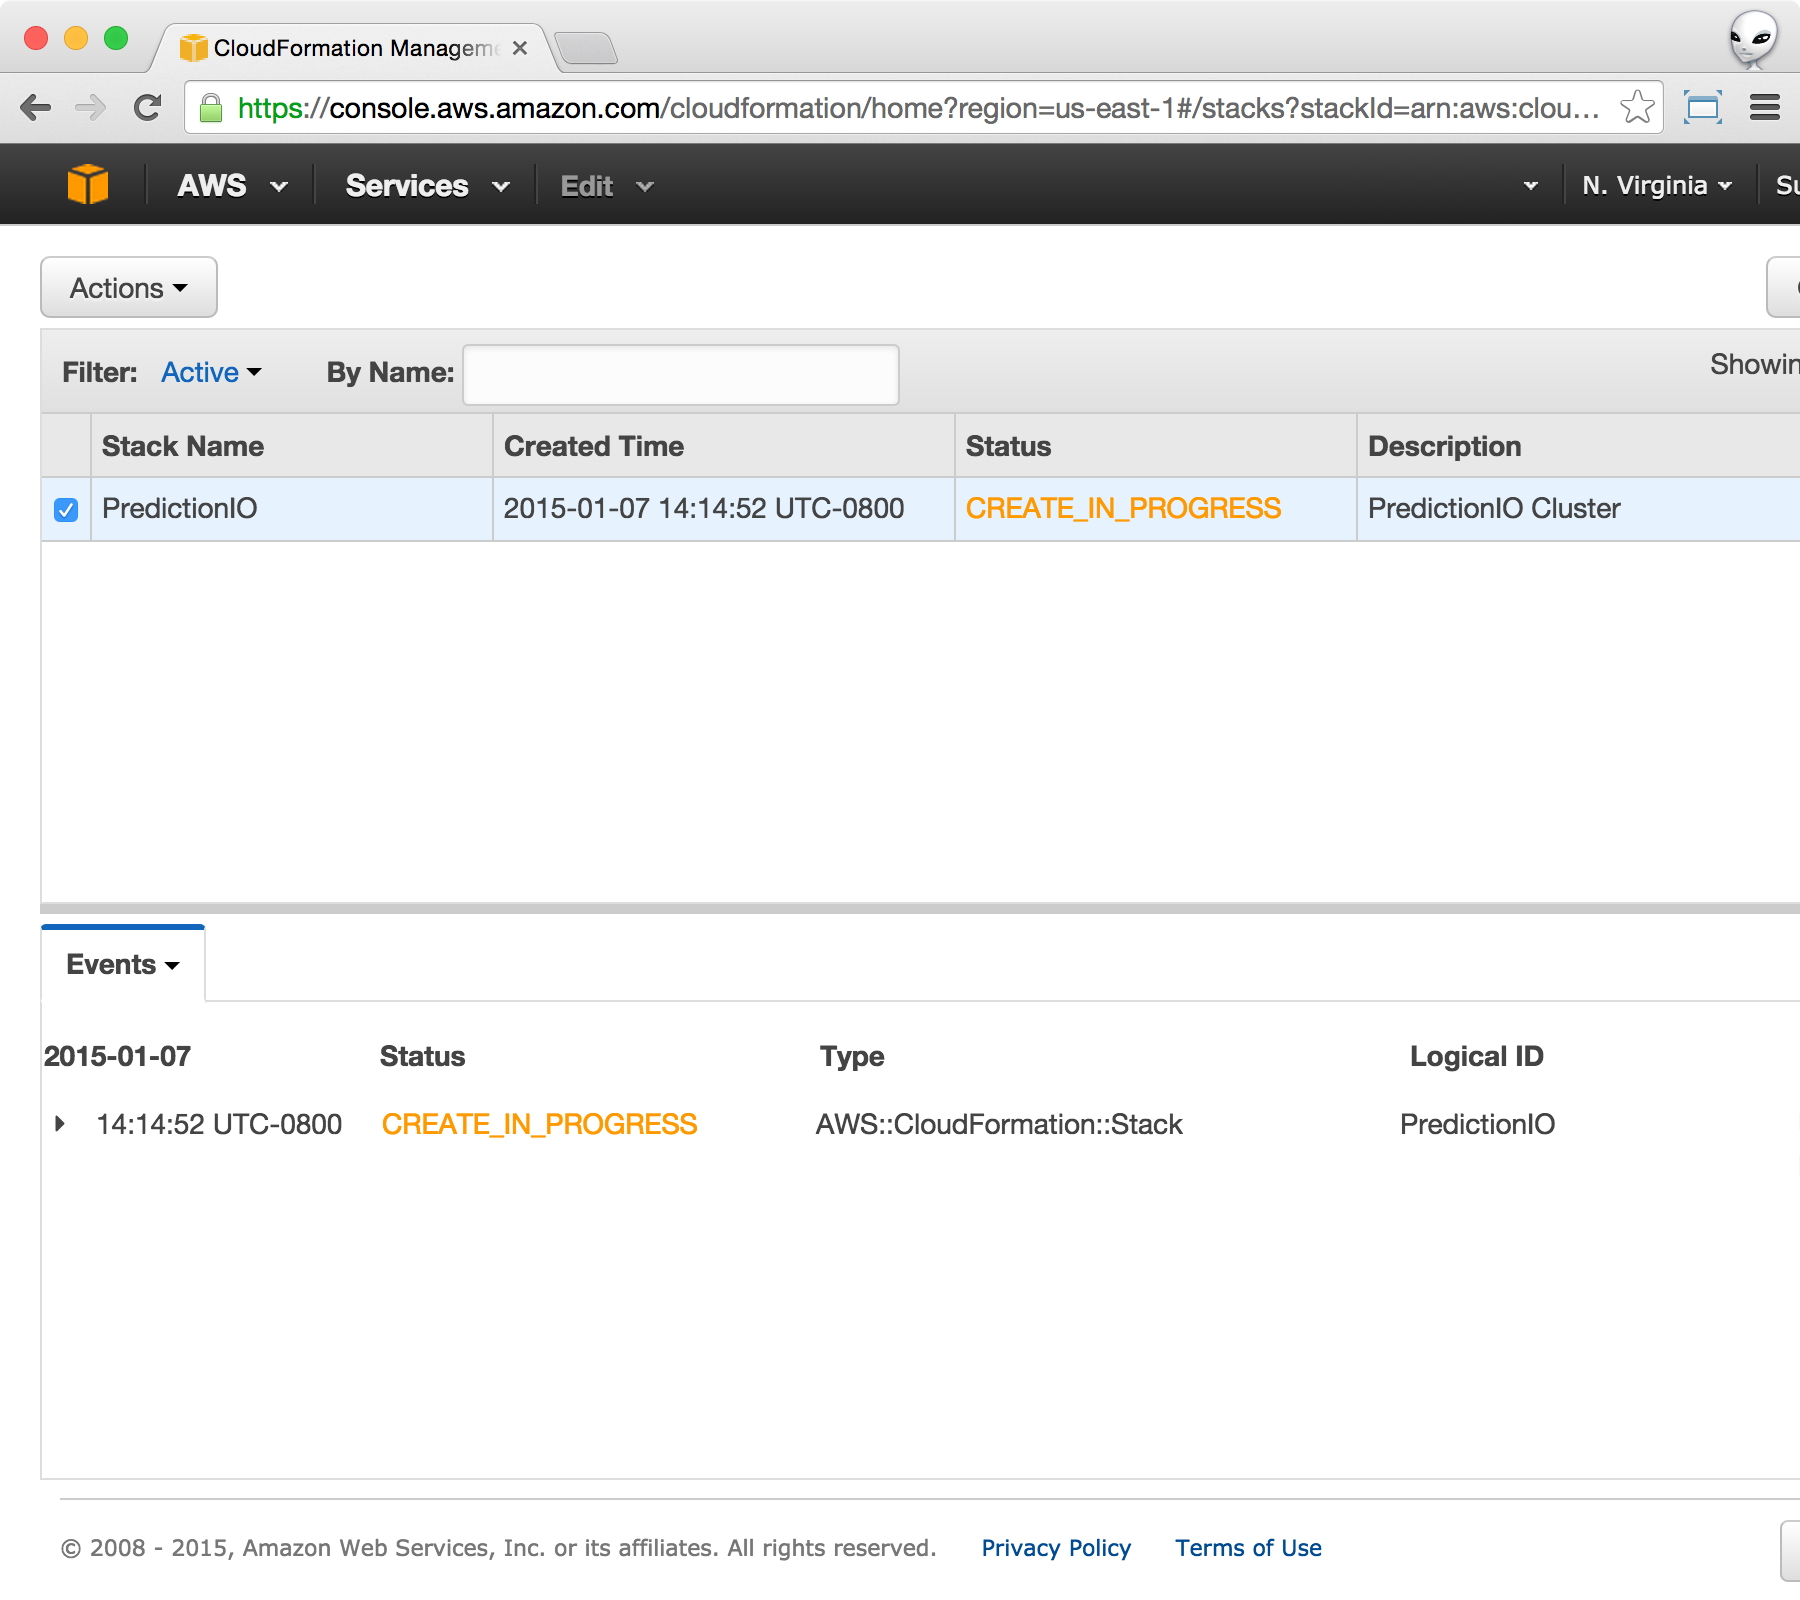 CloudFormation Managem
https://console.aws.amazon.com/cloudformation/home?region=us-east-1#/stacks?stackId=arn:aws:clou...
AWS Services Edit N. Virginia Su
Actions
Filter: Active By Name: Showin
Stack Name Created Time Status Description
PredictionIO 2015-01-07 14:14:52 UTC-0800 CREATE_IN_PROGRESS PredictionIO Cluster
Events
2015-01-07 Status Type Logical ID
14:14:52 UTC-0800 CREATE_IN_PROGRESS AWS::CloudFormation::Stack PredictionIO
© 2008 - 2015, Amazon Web Services, Inc. or its affiliates. All rights reserved. Privacy Policy Terms of Use